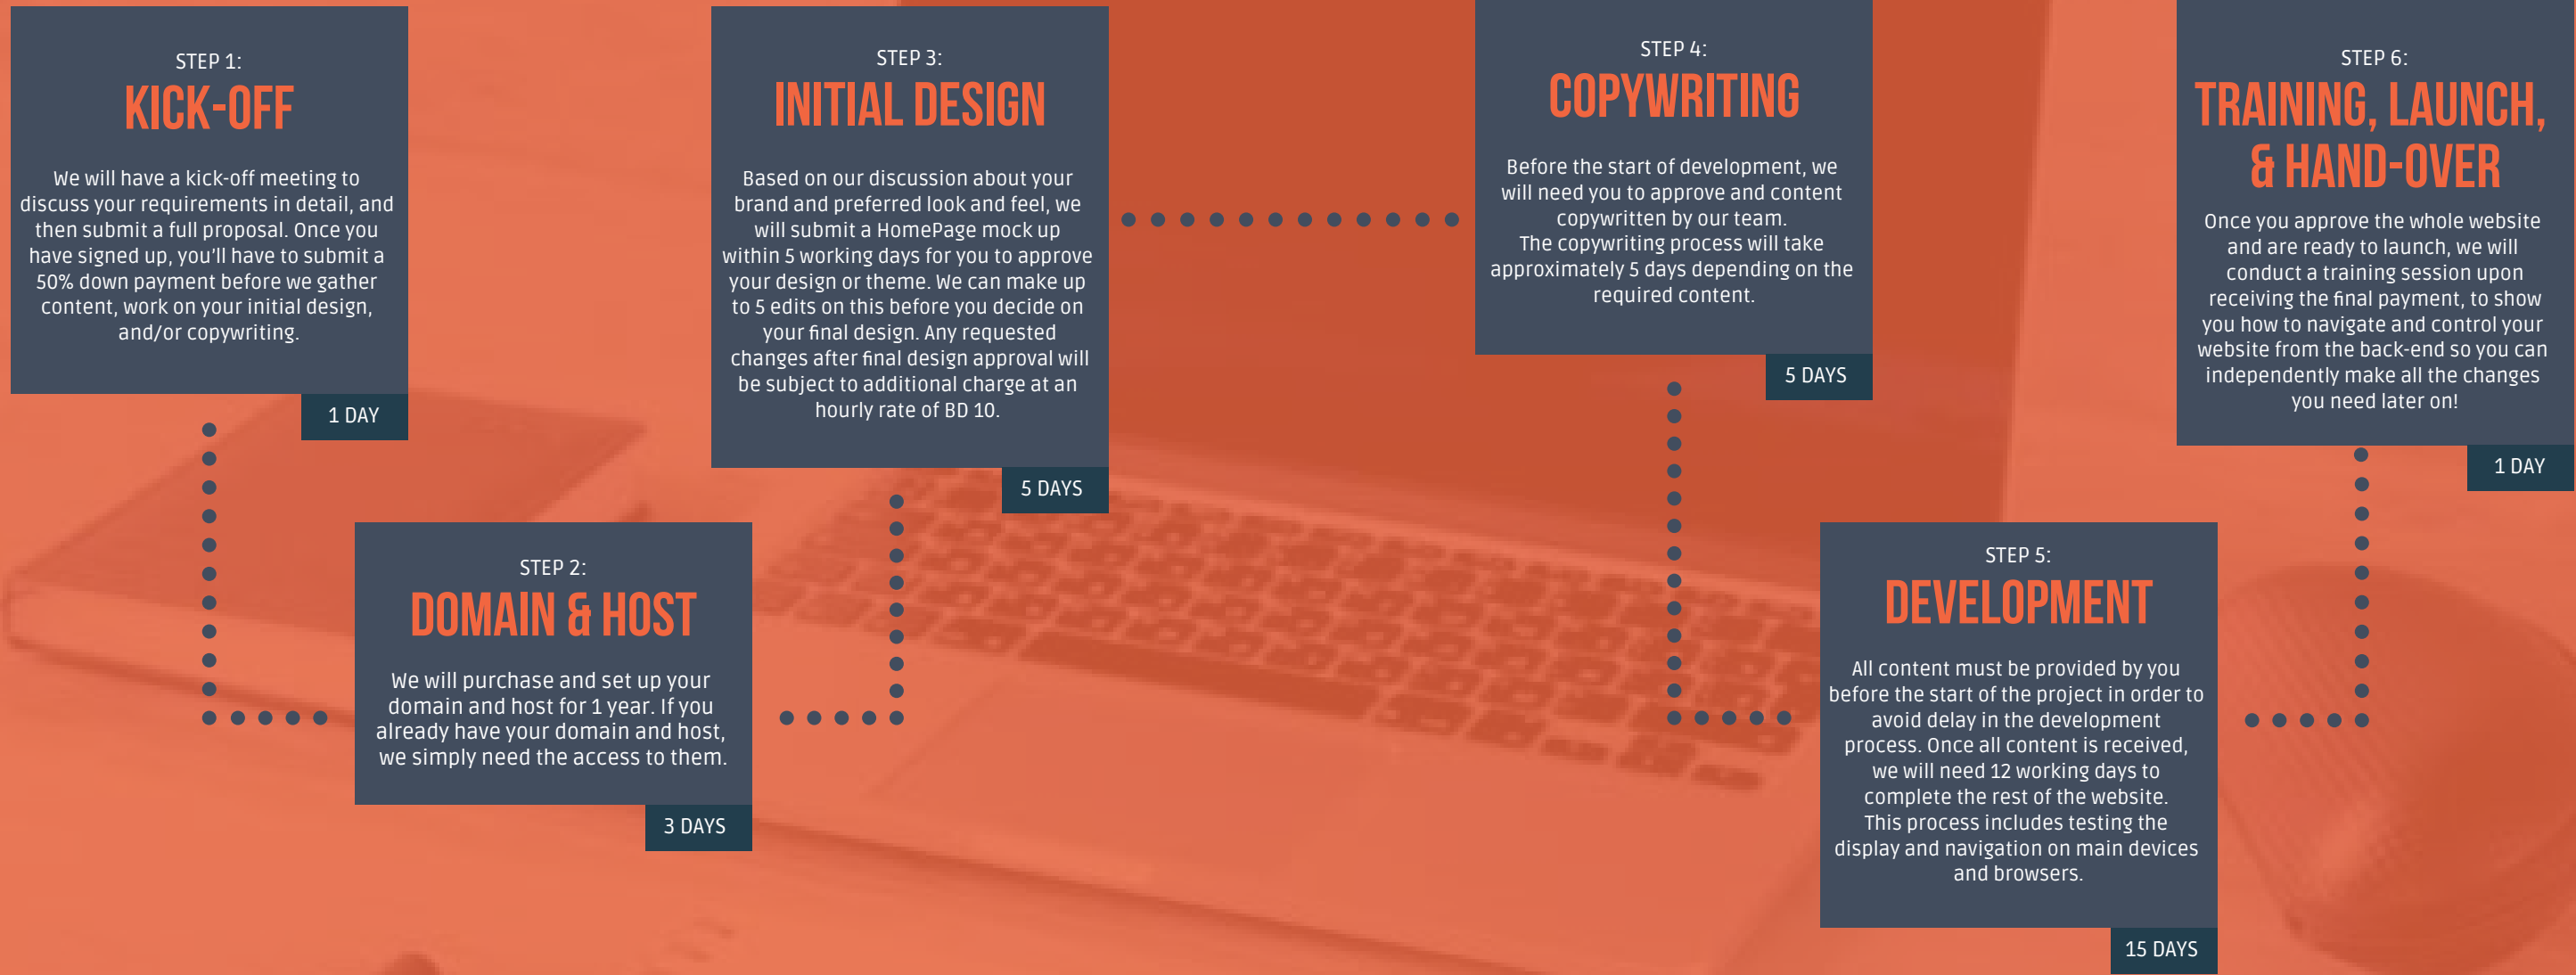 STEP 1:
KICK-OFF
We will have a kick-off meeting to
discuss your requirements in detail, and
then submit a full proposal. Once you
have signed up, you'll have to submit a
50% down payment before we gather
content, work on your initial design,
and/or copywriting.
1 DAY
STEP 2:
DOMAIN & HOST
We will purchase and set up your
domain and host for 1 year. If you
already have your domain and host,
we simply need the access to them.
3 DAYS
STEP 3:
INITIAL DESIGN
Based on our discussion about your
brand and preferred look and feel, we
will submit a HomePage mock up
within 5 working days for you to approve
your design or theme. We can make up
to 5 edits on this before you decide on
your final design. Any requested
changes after final design approval will
be subject to additional charge at an
hourly rate of BD 10.
5 DAYS
STEP 4:
COPYWRITING
Before the start of development, we
will need you to approve and content
copywritten by our team.
The copywriting process will take
approximately 5 days depending on the
required content.
5 DAYS
STEP 5:
DEVELOPMENT
All content must be provided by you
before the start of the project in order to
avoid delay in the development
process. Once all content is received,
we will need 12 working days to
complete the rest of the website.
This process includes testing the
display and navigation on main devices
and browsers.
15 DAYS
STEP 6:
TRAINING, LAUNCH,
& HAND-OVER
Once you approve the whole website
and are ready to launch, we will
conduct a training session upon
receiving the final payment, to show
you how to navigate and control your
website from the back-end so you can
independently make all the changes
you need later on!
1 DAY